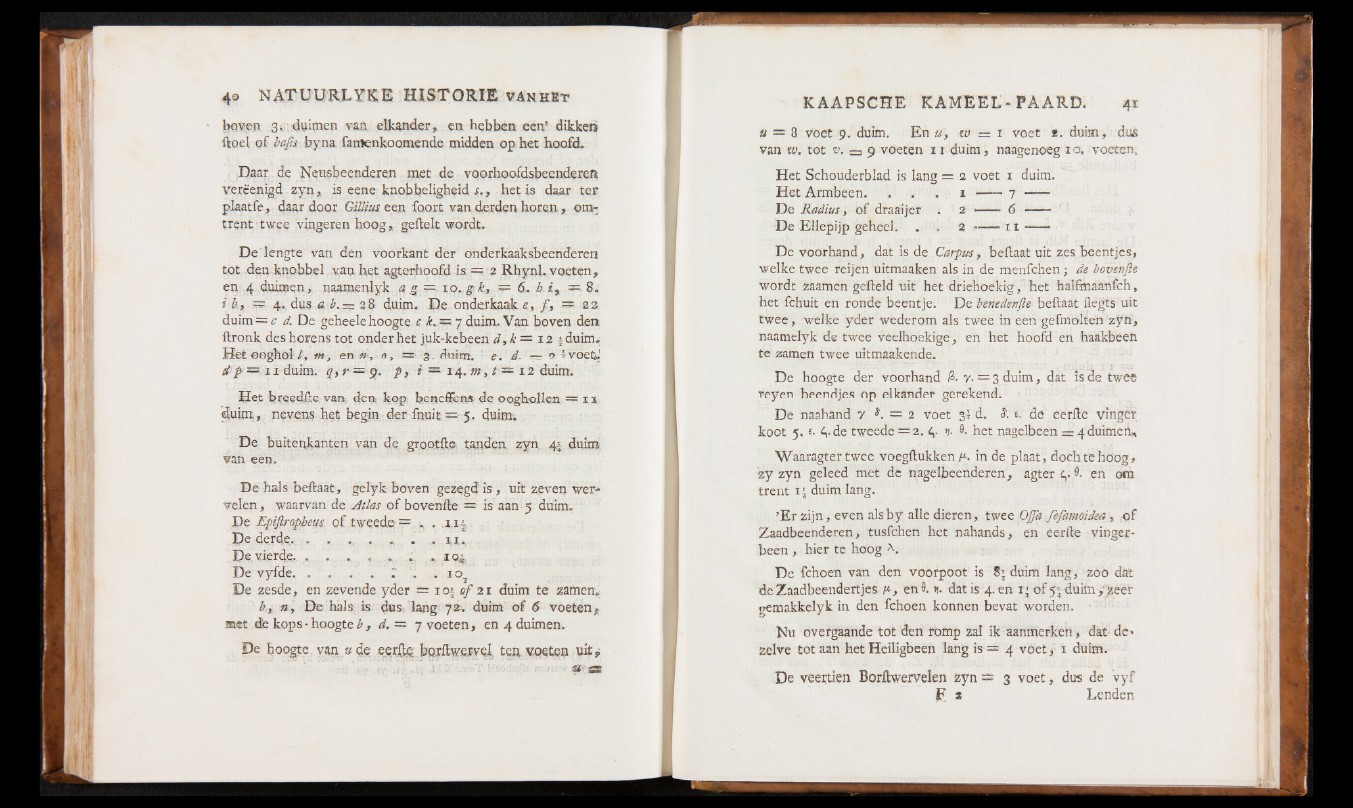 40 NATUURLYKE HISTORIE VAN HET
boven 3. duimen van elkander, en hebben een' dikken
ſtoel of baſis byna ſamenkoomende midden op het hoofd.
Daar de Neusbeenderen met de voorhoofdsbeenderen
vereenigd zyn, is eene knobbeligheid s., het is daar ter
plaatſe, daar door Gillius een ſoort van derden horen, om-
trent twee vingeren hoog, geſtelt wordt.
De lengte van den voorkant der onderkaaksbeenderen
tot den knobbel van het agterhoofd is = 2 Rhynl. voeten,
en 4 duimen, naamenlyk a g = 10. g k, = 6. h i, = 8.
i b, = 4. dus a b. = 28 duim. De onderkaak e, f, = 22
duim = c d. De geheele hoogte c k. = 7 duim. Van boven den
ſtronk des horens tot onder het juk-kebeen d, k = 12 ½ duim.
Het ooghol l, m, en n, o, = 3 duim. e. d. = voet.
d p = 11 duim. q, r = 9. p, i = 14. m, t = 12 duim.
Het breedſte van den kop beneffens de ooghollen = 11
duim, nevens het begin der ſnuit = 5. duim.
De buitenkanten van de grootſte tanden zyn 4½ duim
van een.
De hals beſtaat, gelyk boven gezegd is, uit zeven wer-
velen, waarvan de Atlas of bovenſte = is aan 5 duim.
De Epiſtropheus of tweede = . . 11½
De derde. . . . . . . . 11.
De vierde. . . . . . . . 10½
De vyfde. . . . . . . . 10
De zesde, en zevende yder = 10½ of 21 duim te zamen.
b, n, De hals is dus lang 72. duim of 6 voeten,
met de kops-hoogte b, d. = 7 voeten, en 4 duimen.
De hoogte van u de eerſte borſtwervel ten voeten uit,
u =
KAAPSCHE KAMEEL-PAARD. 41
u = 8 voet 9. duim. En u, w = 1 voet 2. duim, dus
van w. tot v. = 9 voeten 11 duim, naagenoeg 10. voeten.
Het Schouderblad is lang = 2 voet 1 duim.
Het Armbeen. . . . 1 —— 7 ——
De Radius, of draaijer . 2 —— 6 ——
De Ellepijp geheel. . . 2 —— 11 ——
De voorhand, dat is de Carpus, beſtaat uit zes beentjes,
welke twee reijen uitmaaken als in de menſchen; de bovenſte
wordt zaamen geſteld uit het driehoekig, het halfmaanſch,
het ſchuit en ronde beentje. De benedenſte beſtaat ſlegts uit
twee, welke yder wederom als twee in een geſmolten zyn,
naamelyk de twee veelhoekige, en het hoofd en haakbeen
te zamen twee uitmaakende.
De hoogte der voorhand β. γ. = 3 duim, dat is de twee
reyen beendjes op elkander gerekend.
De naahand γ δ. = 2 voet 3½ d. δ. ε. de eerſte vinger
koot 5. ε. ζ. de tweede = 2. ζ. η. θ. het nagelbeen = 4 duimen.
Waaragter twee voegſtukken μ. in de plaat, doch te hoog,
zy zyn geleed met de nagelbeenderen, agter ζ. θ. en om
trent 1½ duim lang.
'Er zijn, even als by alle dieren, twee Oſſa ſeſamoidea, of
Zaadbeenderen, tusſchen het nahands, en eerſte vinger-
been, hier te hoog λ.
De ſchoen van den voorpoot is 8½ duim lang, zoo dat
de Zaadbeendertjes μ, en θ. η. dat is 4. en 1½ of 5½ duim, zeer
gemakkelyk in den ſchoen konnen bevat worden.
Nu overgaande tot den romp zal ik aanmerken, dat de-
zelve tot aan het Heiligbeen lang is = 4 voet, 1 duim.
De veertien Borſtwervelen zyn = 3 voet, dus de vyf
F 2 Lenden